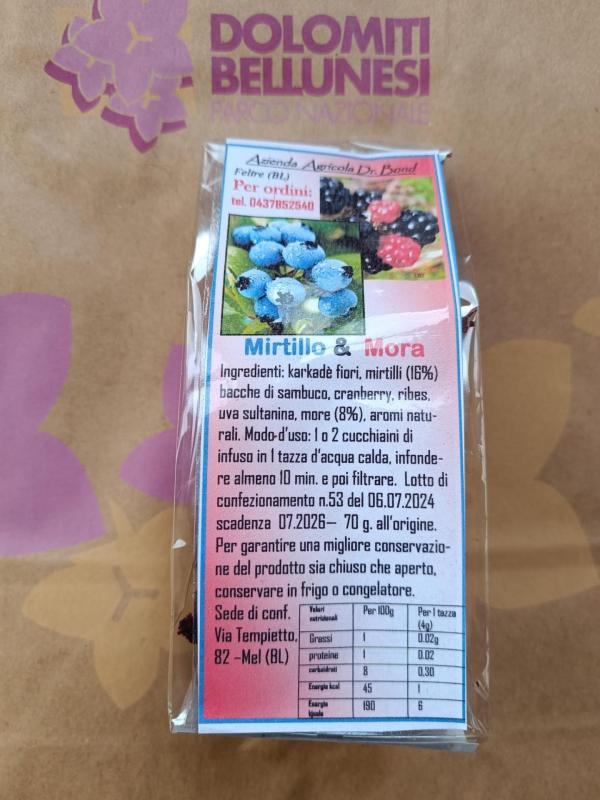 DOLOMITI
BELLUNESI
PARCO NAZIONALE
Azienda Agricola Dr. Bond
Feltre (BL)
Per ordini:
tel. 0437852540
Mirtillo & Mora
Ingredienti: karkadè fiori, mirtilli (16%)
bacche di sambuco, cranberry, ribes,
uva sultanina, more (8%), aromi natu-
rali. Modo d'uso: 1 o 2 cucchiaini di
infuso in 1 tazza d'acqua calda, infonde-
re almeno 10 min. e poi filtrare. Lotto di
confezionamento n.53 del 06.07.2024
scadenza 07.2026— 70 g. all'origine.
Per garantire una migliore conservazio-
ne del prodotto sia chiuso che aperto,
conservare in frigo o congelatore.
Sede di conf.
Via Tempietto,
82 –Mel (BL)
Valori nutrizionali Per 100g Per 1 tazza (4g)
Grassi 1 0.02g
proteine 1 0.02
carboidrati 8 0,30
Energia kcal 45 1
Energia kjoule 190 6